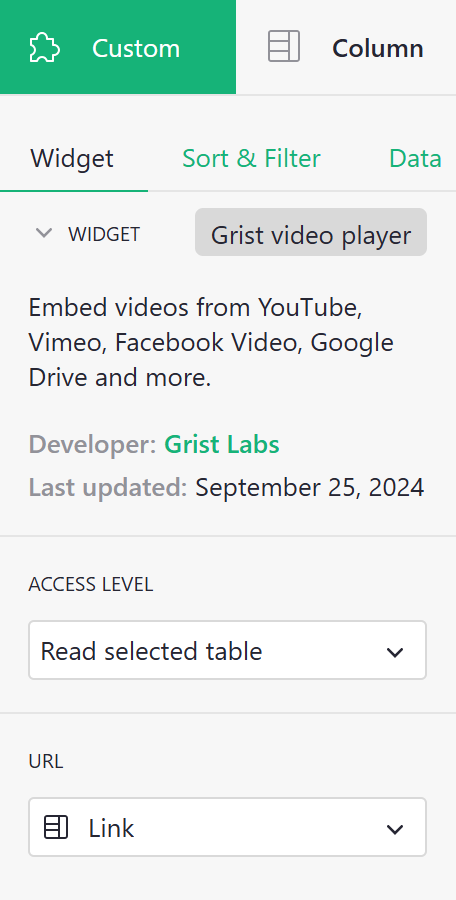 Custom Column
Widget Sort & Filter Data
WIDGET Grist video player
Embed videos from YouTube,
Vimeo, Facebook Video, Google
Drive and more.
Developer: Grist Labs
Last updated: September 25, 2024
ACCESS LEVEL
Read selected table
URL
Link